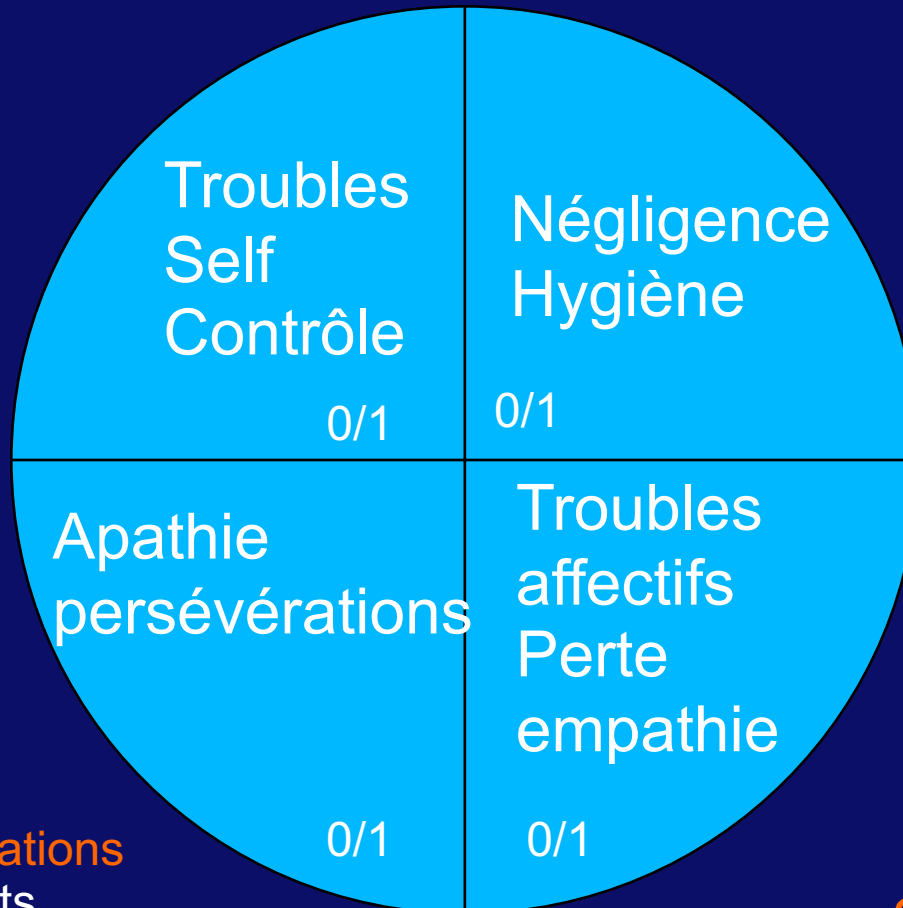 Troubles
Self
Contrôle
0/1
Négligence
Hygiène
0/1
Apathie
persévérations
0/1
Troubles
affectifs
Perte
empathie
0/1
ations
ts